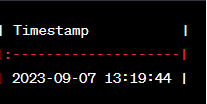 | Timestamp           |
|:--------------------|
| 2023-09-07 13:19:44 |